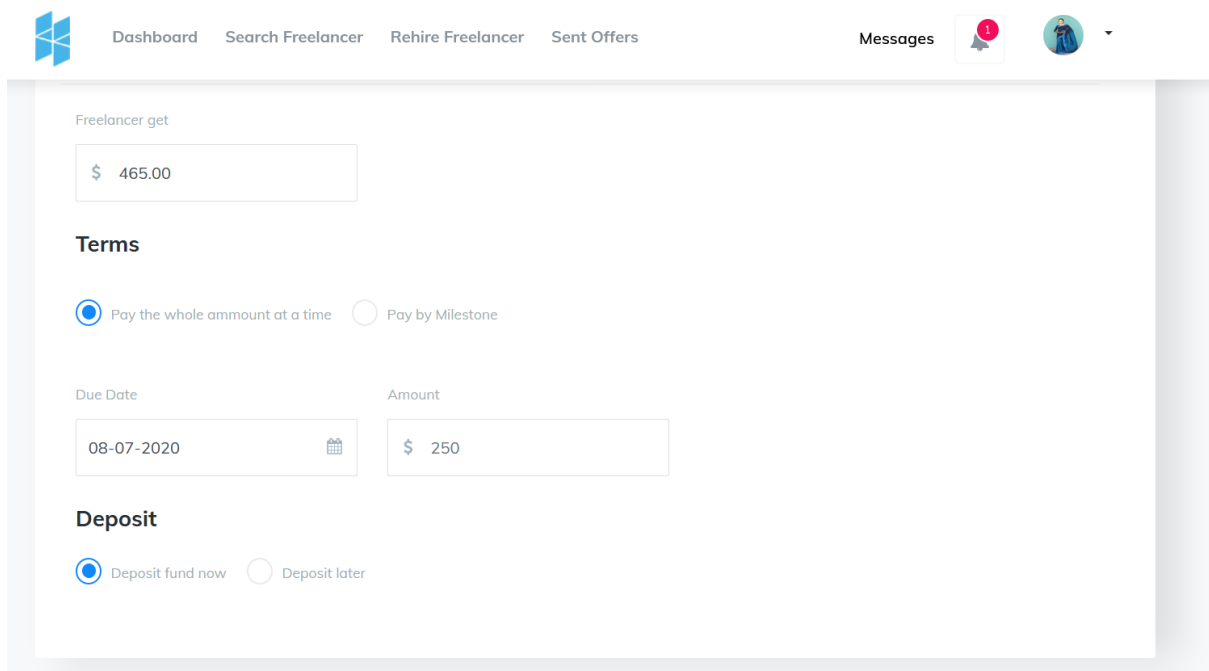 Dashboard Search Freelancer Rehire Freelancer Sent Offers Messages 1
Freelancer get
$ 465.00
Terms
Pay the whole ammount at a time Pay by Milestone
Due Date Amount
08-07-2020 $ 250
Deposit
Deposit fund now Deposit later